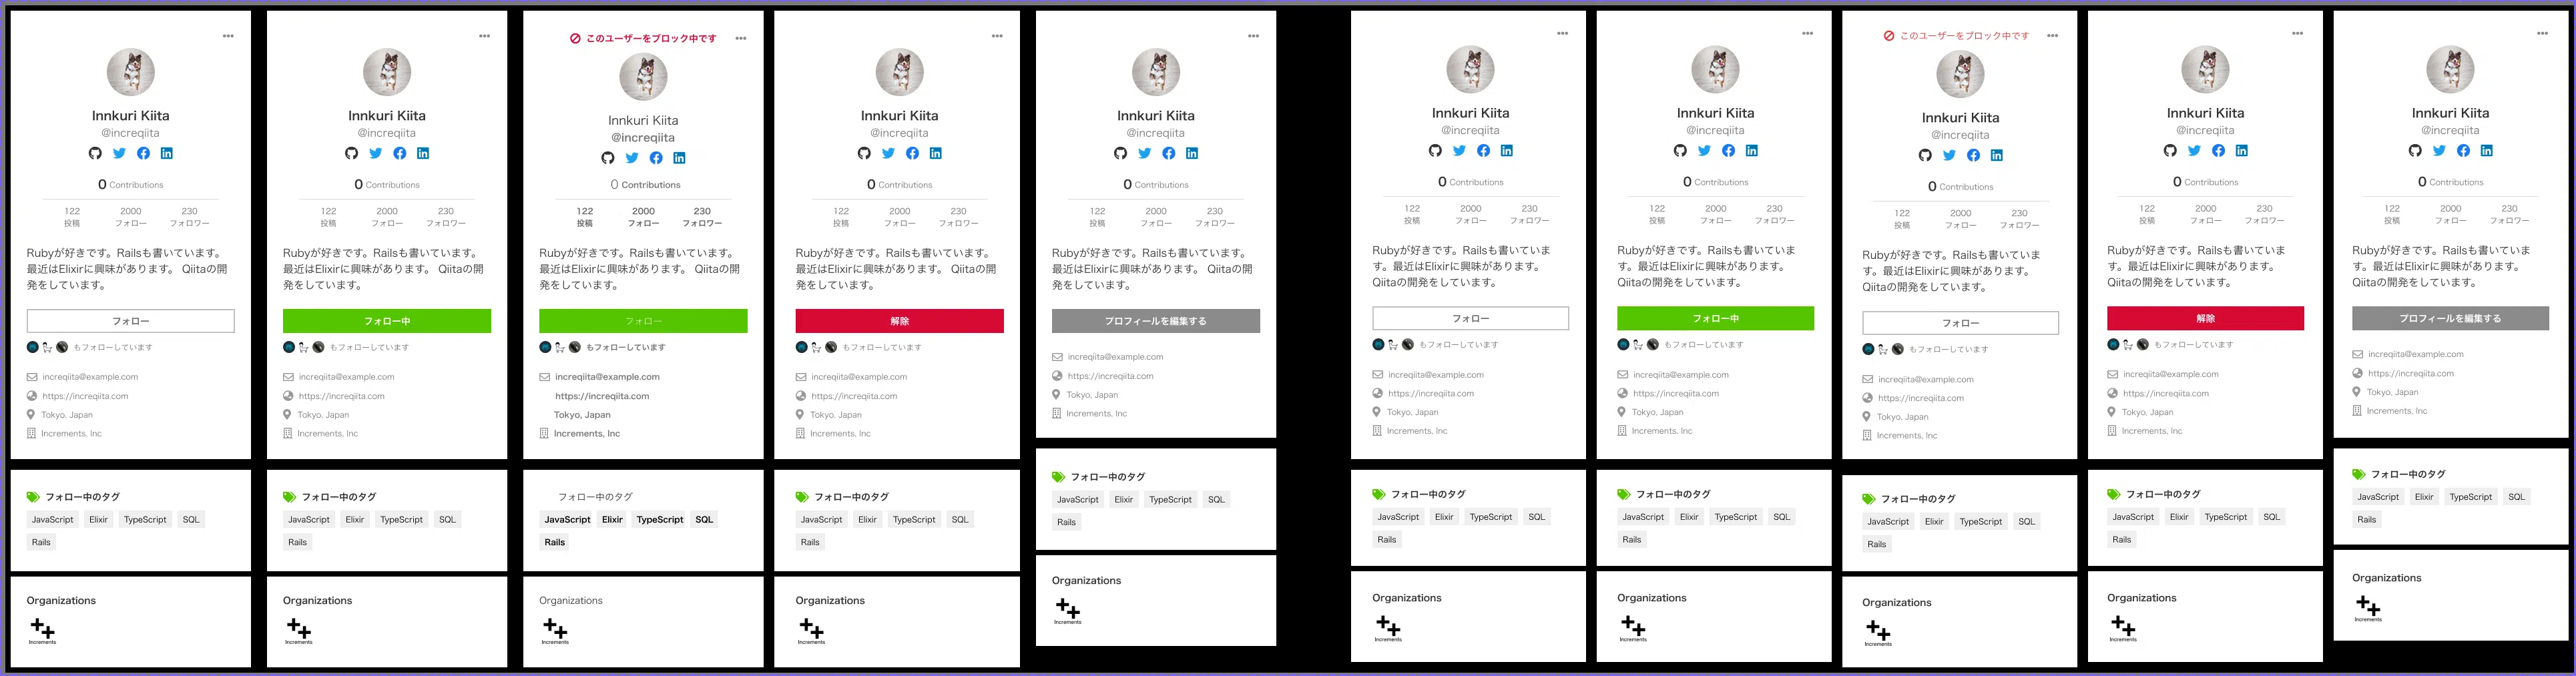 •••
Innkuri Kiita
@increqiita
0 Contributions
122 2000 230
投稿 フォロー フォロワー
Rubyが好きです。Railsも書いています。
最近はElixirに興味があります。 Qiitaの開
発をしています。
フォロー
もフォローしています
increqiita@example.com
https://increqiita.com
Tokyo, Japan
Increments, Inc
フォロー中のタグ
JavaScript Elixir TypeScript SQL
Rails
Organizations
Increments
•••
Innkuri Kiita
@increqiita
0 Contributions
122 2000 230
投稿 フォロー フォロワー
Rubyが好きです。Railsも書いています。
最近はElixirに興味があります。 Qiitaの開
発をしています。
フォロー中
もフォローしています
increqiita@example.com
https://increqiita.com
Tokyo, Japan
Increments, Inc
フォロー中のタグ
JavaScript Elixir TypeScript SQL
Rails
Organizations
Increments
このユーザーをブロック中です •••
Innkuri Kiita
@increqiita
0 Contributions
122 2000 230
投稿 フォロー フォロワー
Rubyが好きです。Railsも書いています。
最近はElixirに興味があります。 Qiitaの開
発をしています。
フォロー
もフォローしています
increqiita@example.com
https://increqiita.com
Tokyo, Japan
Increments, Inc
フォロー中のタグ
JavaScript Elixir TypeScript SQL
Rails
Organizations
Increments
•••
Innkuri Kiita
@increqiita
0 Contributions
122 2000 230
投稿 フォロー フォロワー
Rubyが好きです。Railsも書いています。
最近はElixirに興味があります。 Qiitaの開
発をしています。
解除
もフォローしています
increqiita@example.com
https://increqiita.com
Tokyo, Japan
Increments, Inc
フォロー中のタグ
JavaScript Elixir TypeScript SQL
Rails
Organizations
Increments
•••
Innkuri Kiita
@increqiita
0 Contributions
122 2000 230
投稿 フォロー フォロワー
Rubyが好きです。Railsも書いています。
最近はElixirに興味があります。 Qiitaの開
発をしています。
プロフィールを編集する
increqiita@example.com
https://increqiita.com
Tokyo, Japan
Increments, Inc
フォロー中のタグ
JavaScript Elixir TypeScript SQL
Rails
Organizations
Increments
•••
Innkuri Kiita
@increqiita
0 Contributions
122 2000 230
投稿 フォロー フォロワー
Rubyが好きです。Railsも書いていま
す。最近はElixirに興味があります。
Qiitaの開発をしています。
フォロー
もフォローしています
increqiita@example.com
https://increqiita.com
Tokyo, Japan
Increments, Inc
フォロー中のタグ
JavaScript Elixir TypeScript SQL
Rails
Organizations
Increments
•••
Innkuri Kiita
@increqiita
0 Contributions
122 2000 230
投稿 フォロー フォロワー
Rubyが好きです。Railsも書いていま
す。最近はElixirに興味があります。
Qiitaの開発をしています。
フォロー中
もフォローしています
increqiita@example.com
https://increqiita.com
Tokyo, Japan
Increments, Inc
フォロー中のタグ
JavaScript Elixir TypeScript SQL
Rails
Organizations
Increments
このユーザーをブロック中です •••
Innkuri Kiita
@increqiita
0 Contributions
122 2000 230
投稿 フォロー フォロワー
Rubyが好きです。Railsも書いていま
す。最近はElixirに興味があります。
Qiitaの開発をしています。
フォロー
もフォローしています
increqiita@example.com
https://increqiita.com
Tokyo, Japan
Increments, Inc
フォロー中のタグ
JavaScript Elixir TypeScript SQL
Rails
Organizations
Increments
•••
Innkuri Kiita
@increqiita
0 Contributions
122 2000 230
投稿 フォロー フォロワー
Rubyが好きです。Railsも書いていま
す。最近はElixirに興味があります。
Qiitaの開発をしています。
解除
もフォローしています
increqiita@example.com
https://increqiita.com
Tokyo, Japan
Increments, Inc
フォロー中のタグ
JavaScript Elixir TypeScript SQL
Rails
Organizations
Increments
•••
Innkuri Kiita
@increqiita
0 Contributions
122 2000 230
投稿 フォロー フォロワー
Rubyが好きです。Railsも書いていま
す。最近はElixirに興味があります。
Qiitaの開発をしています。
プロフィールを編集する
increqiita@example.com
https://increqiita.com
Tokyo, Japan
Increments, Inc
フォロー中のタグ
JavaScript Elixir TypeScript SQL
Rails
Organizations
Increments